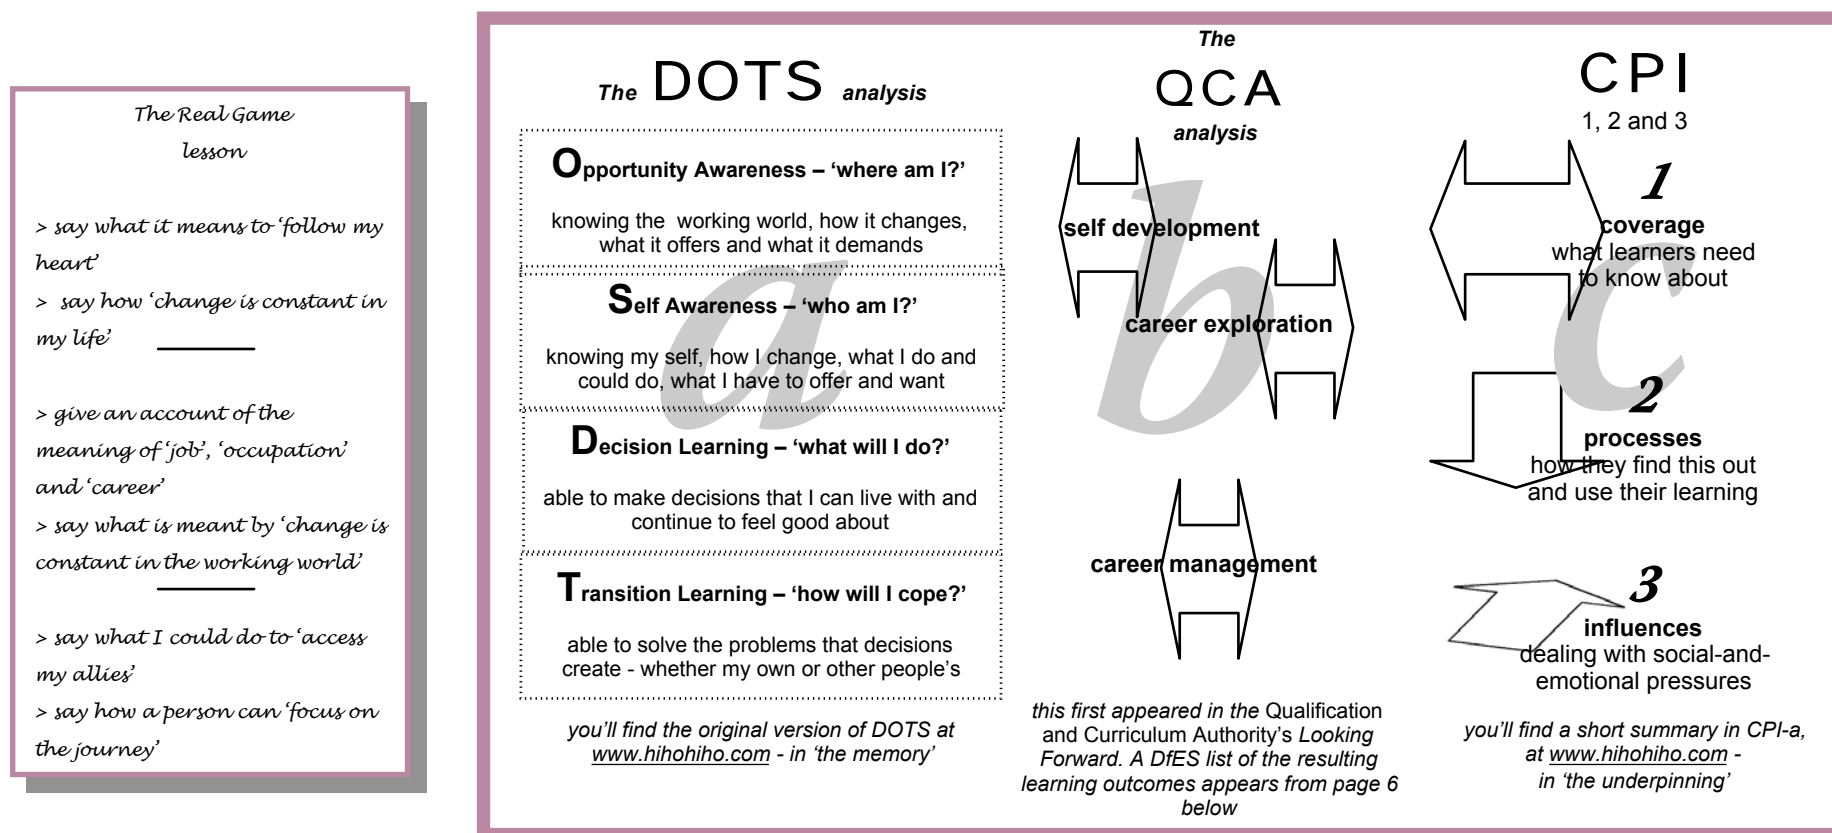 The Real Game
lesson
> say what it means to ‘follow my
heart’
> say how ‘change is constant in
my life’
> give an account of the
meaning of ‘job’, ‘occupation’
and ‘career’
> say what is meant by ‘change is
constant in the working world’
> say what I could do to ‘access
my allies’
> say how a person can ‘focus on
the journey’
The DOTS analysis
a
Opportunity Awareness – ‘where am I?’
knowing the working world, how it changes,
what it offers and what it demands
Self Awareness – ‘who am I?’
knowing my self, how I change, what I do and
could do, what I have to offer and want
Decision Learning – ‘what will I do?’
able to make decisions that I can live with and
continue to feel good about
Transition Learning – ‘how will I cope?’
able to solve the problems that decisions
create - whether my own or other people’s
you’ll find the original version of DOTS at
www.hihohiho.com - in ‘the memory’
The
QCA
analysis
b
self development
career exploration
career management
this first appeared in the Qualification
and Curriculum Authority’s Looking
Forward. A DfES list of the resulting
learning outcomes appears from page 6
below
CPI
1, 2 and 3
c
1
coverage
what learners need
to know about
2
processes
how they find this out
and use their learning
3
influences
dealing with social-and-
emotional pressures
you’ll find a short summary in CPI-a,
at www.hihohiho.com -
in ‘the underpinning’